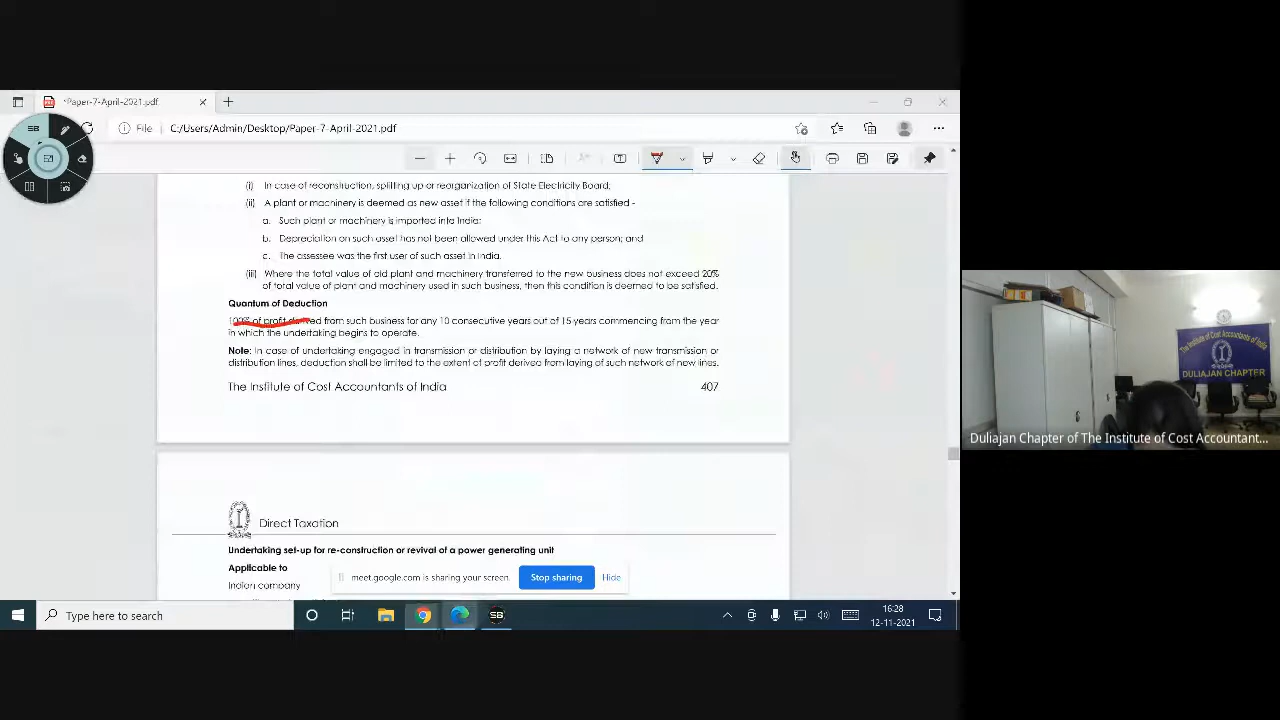 *Paper-7-April-2021.pdf
SB
File
C:/Users/Admin/Desktop/Paper-7-April-2021.pdf
(i) In case of reconstruction, splitting up or reorganization of State Electricity Board;
(ii) A plant or machinery is deemed as new asset if the following conditions are satisfied -
a. Such plant or machinery is imported into India;
b. Depreciation on such asset has not been allowed under this Act to any person; and
c. The assessee was the first user of such asset in India.
(iii) Where the total value of old plant and machinery transferred to the new business does not exceed 20%
of total value of plant and machinery used in such business, then this condition is deemed to be satisfied.
Quantum of Deduction
100% of profit derived from such business for any 10 consecutive years out of 15 years commencing from the year
in which the undertaking begins to operate.
Note: In case of undertaking engaged in transmission or distribution by laying a network of new transmission or
distribution lines, deduction shall be limited to the extent of profit derived from laying of such network of new lines.
The Institute of Cost Accountants of India 407
Direct Taxation
Undertaking set-up for re-construction or revival of a power generating unit
Applicable to
Indian company
meet.google.com is sharing your screen.
Stop sharing
Hide
Type here to search
SB
16:28
12-11-2021
The Institute of Cost Accountants of India
DULIAJAN CHAPTER
Duliajan Chapter of The Institute of Cost Accountant...